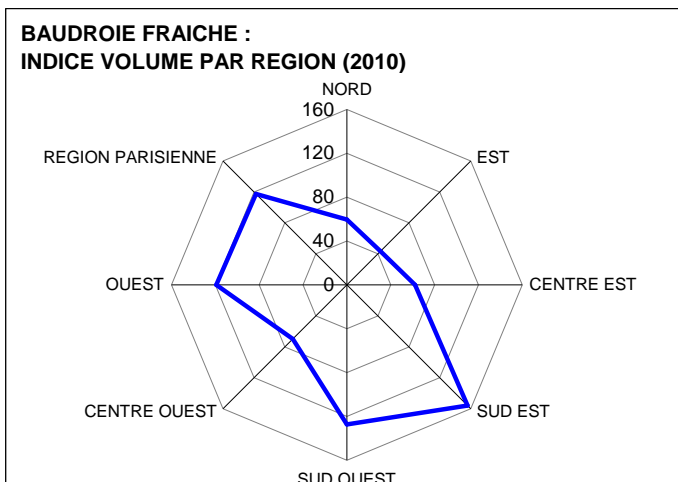 BAUDROIE FRAICHE :
INDICE VOLUME PAR REGION (2010)
NORD
160
REGION PARISIENNE
EST
120
80
40
OUEST
0
CENTRE EST
CENTRE OUEST
SUD EST
SUD OUEST